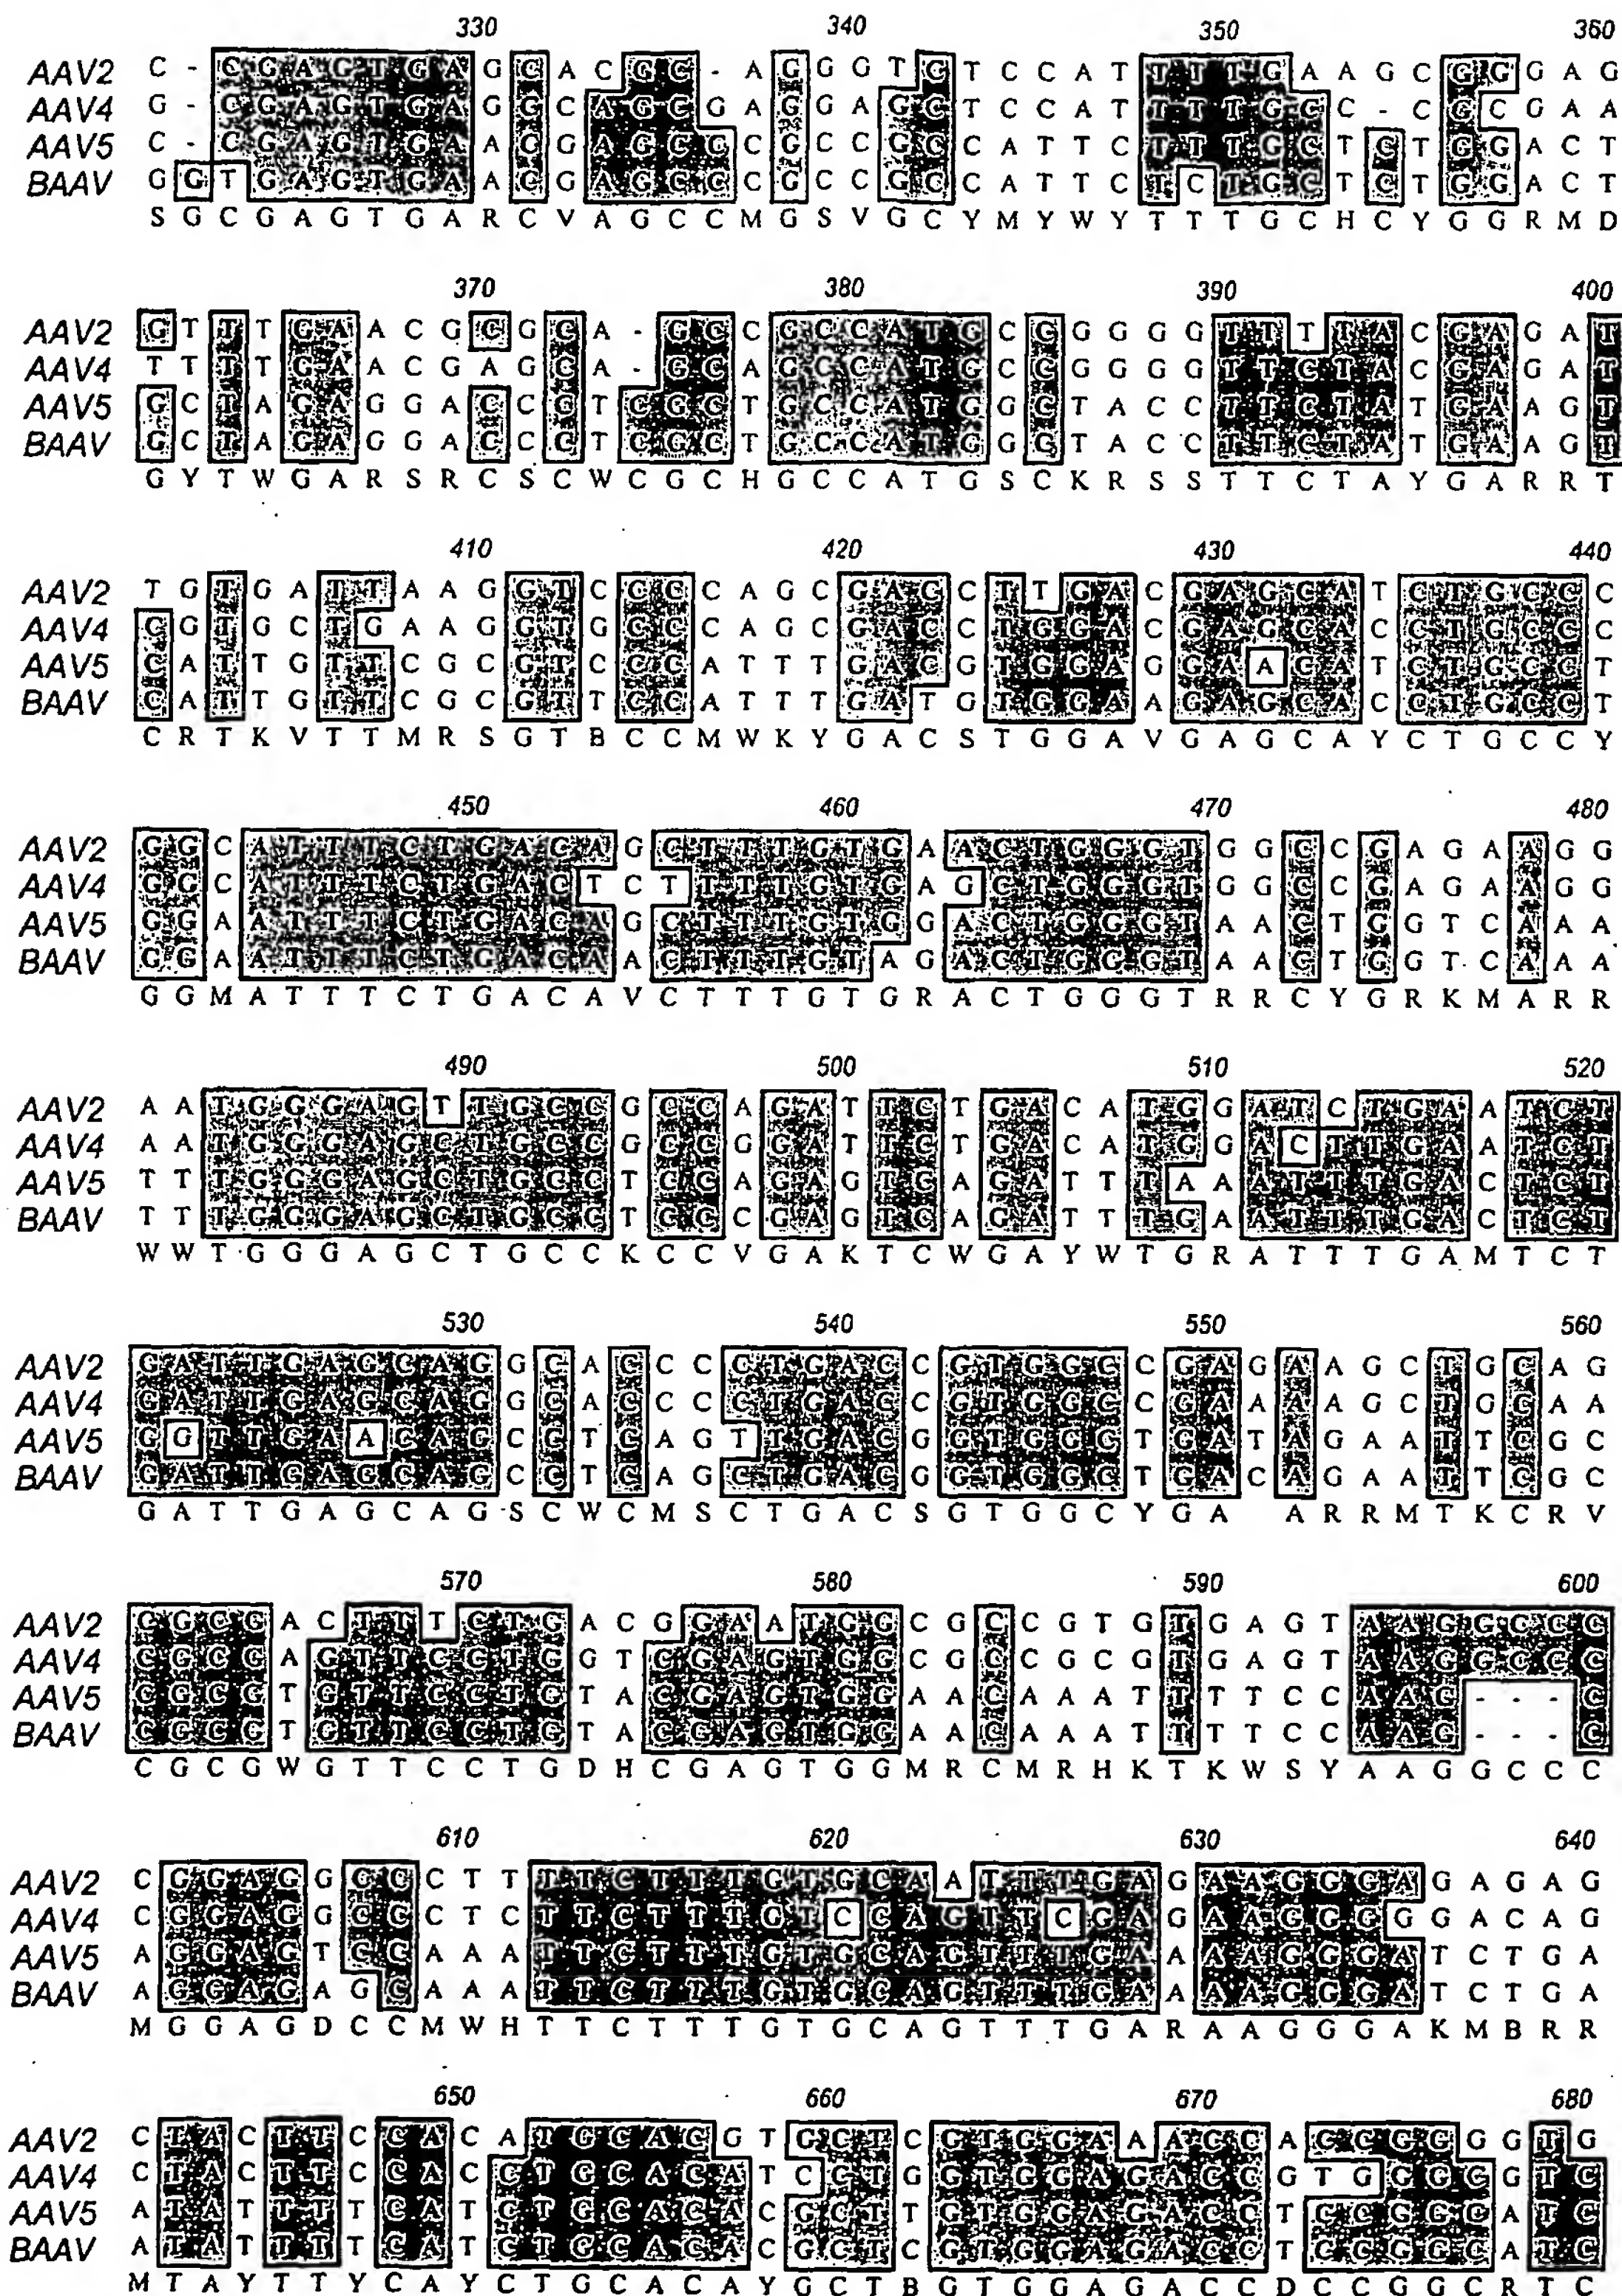 330 340 350 360
AAV2 C - C G A G T G A G C A C G C - A G G G T C T C C A T T T T G A A G C G G G A G
AAV4 G - C G A G T G A G G C A G C G A G G A G C T C C A T T T T G C C - C G C G A A
AAV5 C - C G A G T G A A G G A G C C C G C C G C C A T T C T T T G C T C T G G A C T
BAAV G G T G A G T G A A C G A G C C C G C C G C C A T T C T C T G C T C T G G A C T
S G C G A G T G A R C V A G C C M G S V G C Y M Y W Y T T T G C H C Y G G R M D
370 380 390 400
AAV2 G T T T G A A C G C G C A - G C C G C C A T G C G G G G G T T T T A C G A G A T
AAV4 T T T T G A A C G A G C A - G C A G C C A T G C C G G G G T T C T A C G A G A T
AAV5 G C T A G A G G A C C G T C G C T G C C A T G G C T A C C T T C T A T G A A G T
BAAV G C T A G A G G A G C G T C G C T G C C A T G G C T A C C T T C T A T G A A G T
G Y T W G A R S R C S C W C G C H G C C A T G S C K R S S T T C T A Y G A R R T
410 420 430 440
AAV2 T G T G A T T A A G G T C C C C A G C G A C C T T G A C G A G C A T C T G C C C
AAV4 C G T G C T G A A G G T G C C C A G C G A C C T G G A C G A G C A C C T G C C C
AAV5 C A T T G T T C G C G T C C C A T T T G A C G T G G A G G A A C A T C T G C C T
BAAV C A T T G T T C G C G T T C C A T T T G A T G T G G A A G A G C A C C T G C C T
C R T K V T T M R S G T B C C M W K Y G A C S T G G A V G A G C A Y C T G C C Y
450 460 470 480
AAV2 G G C A T T T C T G A C A G C T T T G T G A A C T G G G T G G C C G A G A A G G
AAV4 G G C A T T T C T G A C T C T T T T G T G A G C T G G G T G G C C G A G A A G G
AAV5 G G A A T T T C T G A C A G C T T T G T G G A C T G G G T A A C T G G T C A A A
BAAV G G A A T T T C T G A C A A C T T T G T A G A C T G G G T A A C T G G T C A A A
G G M A T T T C T G A C A V C T T T G T G R A C T G G G T R R C Y G R K M A R R
490 500 510 520
AAV2 A A T G G G A G T T G C C G C C A G A T T C T G A C A T G G A T C T G A A T C T
AAV4 A A T G G G A G C T G C C G C C G G A T T C T G A C A T G G A C T T G A A T C T
AAV5 T T T G G G A G C T G C C T C C A G A G T C A G A T T T A A A T T T G A C T C T
BAAV T T T G G G A G C T G C C T C C C G A G T C A G A T T T G A A T T T G A C T C T
W W T G G G A G C T G C C K C C V G A K T C W G A Y W T G R A T T T G A M T C T
530 540 550 560
AAV2 G A T T G A G C A G G C A C C C C T G A C C G T G G C C G A G A A G C T G C A G
AAV4 G A T T G A G C A G G C A C C C C T G A C C G T G G C C G A A A A G C T G C A A
AAV5 G G T T G A A C A G C C T C A G T T G A C G G T G G C T G A T A G A A T T C G C
BAAV G A T T G A G C A G C C T C A G C T G A C G G T G G C T G A C A G A A T T C G C
G A T T G A G C A G S C W C M S C T G A C S G T G G C Y G A A R R M T K C R V
570 580 590 600
AAV2 C G C G A C T T T C T G A C G G A A T G G C G C C G T G T G A G T A A G G C C C
AAV4 C G C G A G T T C C T G G T C G A G T G G C G C C G C G T G A G T A A G G C C C
AAV5 C G C G T G T T C C T G T A C G A G T G G A A C A A A T T T T C C A A G - - - C
BAAV C G C G T G T T C C T G T A C G A G T G G A A C A A A T T T T C C A A G - - - C
C G C G W G T T C C T G D H C G A G T G G M R C M R H K T K W S Y A A G G C C C
610 620 630 640
AAV2 C G G A G G C C C T T T T C T T T G T G C A A T T T G A G A A G G G A G A G A G
AAV4 C G G A G G C C C T C T T C T T T G T C C A G T T C G A G A A G G G G G A C A G
AAV5 A G G A G T C C A A A T T C T T T G T G C A G T T T G A A A A G G G A T C T G A
BAAV A G G A G A G C A A A T T C T T T G T G C A G T T T G A A A A G G G A T C T G A
M G G A G D C C M W H T T C T T T G T G C A G T T T G A R A A G G G A K M B R R
650 660 670 680
AAV2 C T A C T T C C A C A T G C A C G T G C T C G T G G A A A C C A C C G G G G T G
AAV4 C T A C T T C C A C C T G C A C A T C C T G G T G G A G A C C G T G G G C G T C
AAV5 A T A T T T T C A T C T G C A C A C G C T T G T G G A G A C C T C C G G C A T C
BAAV A T A T T T T C A T C T G C A C A C G C T C G T G G A G A C C T C C G G C A T C
M T A Y T T Y C A Y C T G C A C A Y G C T B G T G G A G A C C D C C G G C R T C